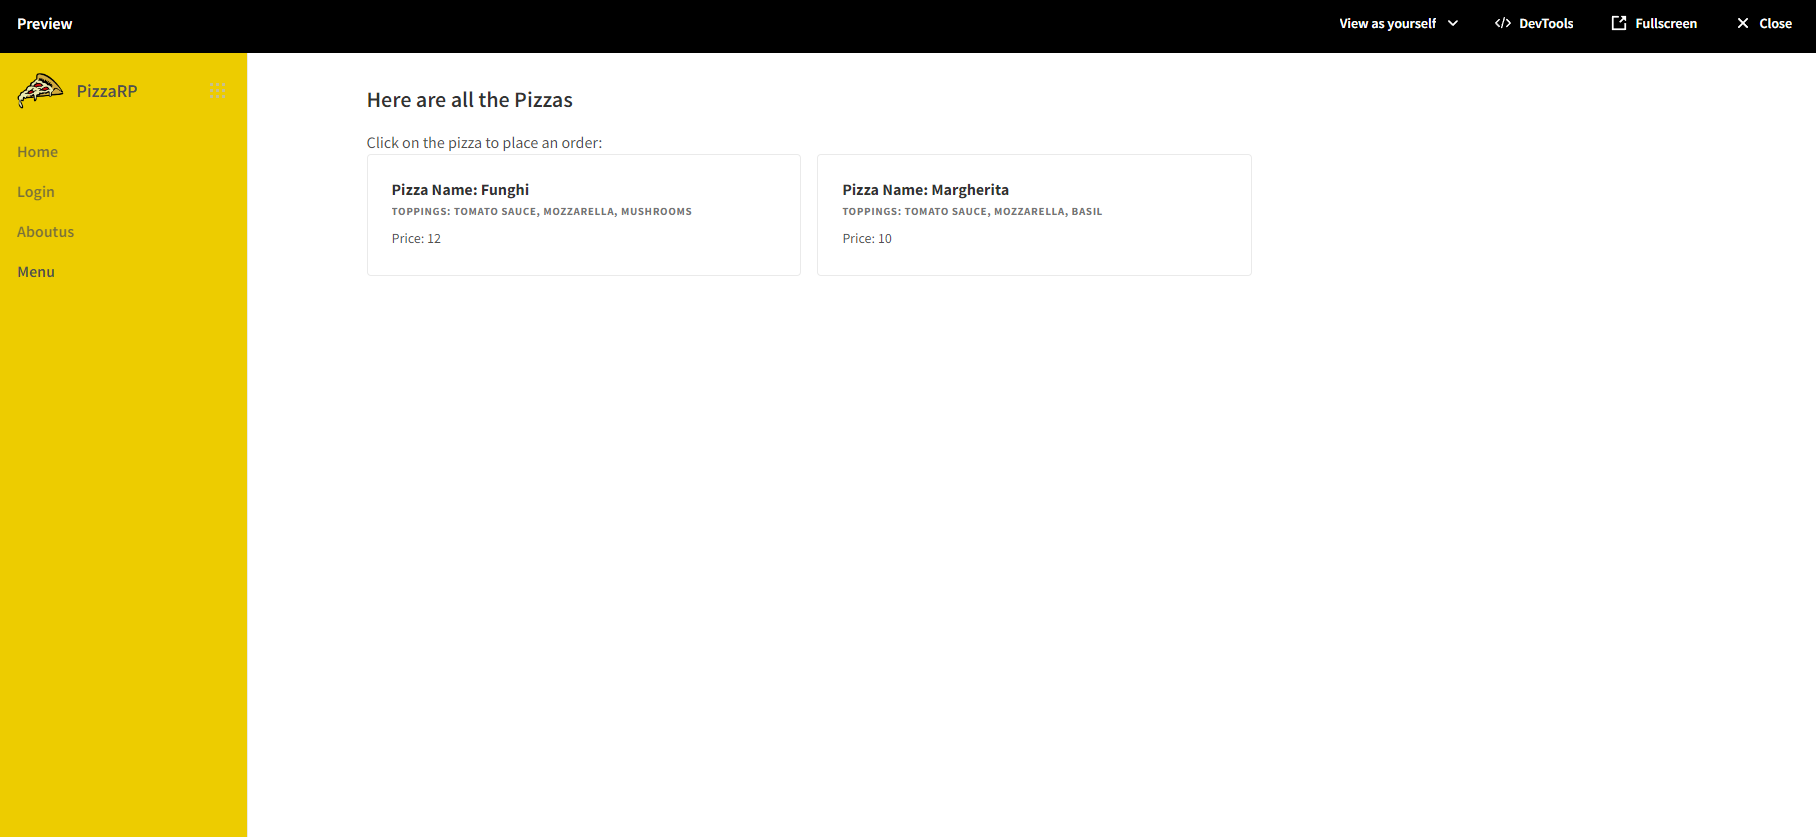 Preview
View as yourself
</> DevTools
Fullscreen
Close
PizzaRP
Home
Login
Aboutus
Menu
Here are all the Pizzas
Click on the pizza to place an order:
Pizza Name: Funghi
TOPPINGS: TOMATO SAUCE, MOZZARELLA, MUSHROOMS
Price: 12
Pizza Name: Margherita
TOPPINGS: TOMATO SAUCE, MOZZARELLA, BASIL
Price: 10